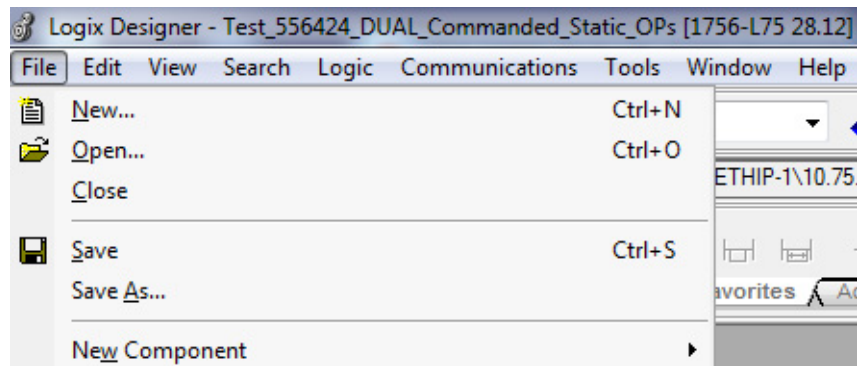 Logix Designer - Test_556424_DUAL_Commanded_Static_OPs [1756-L75 28.12]
File Edit View Search Logic Communications Tools Window Help
New... Ctrl+N
Open... Ctrl+O
Close
ETHIP-1\10.75.
Save Ctrl+S
Save As...
avorites Ad
New Component